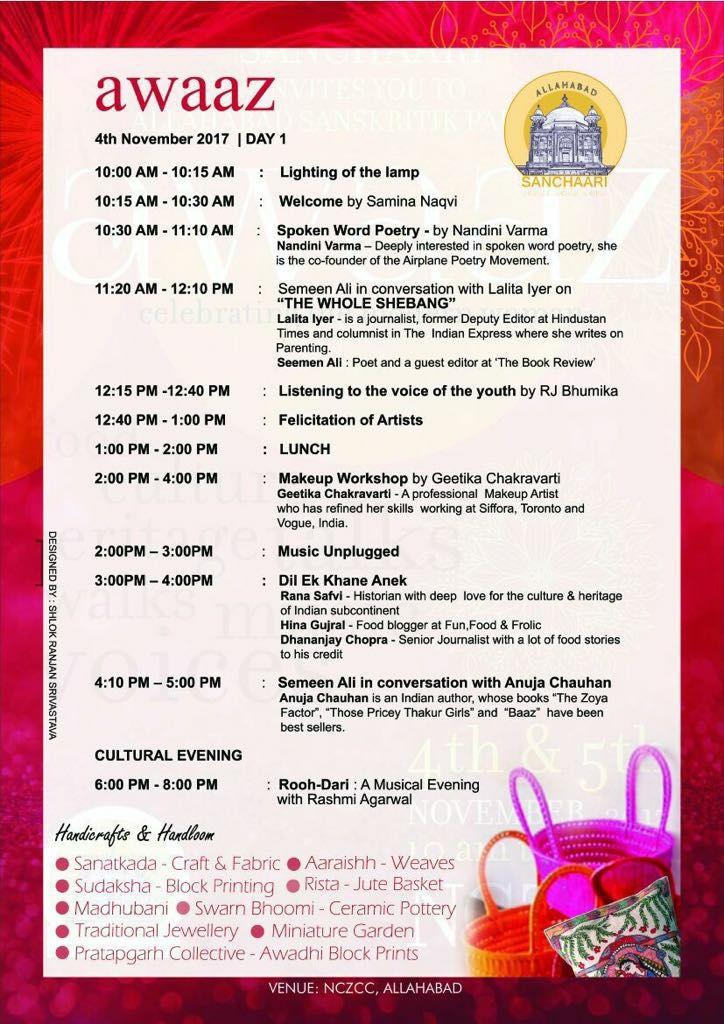 awaaz
ALLAHABAD
SANCHAARI
4th November 2017 | DAY 1
10:00 AM - 10:15 AM : Lighting of the lamp
10:15 AM - 10:30 AM : Welcome by Samina Naqvi
10:30 AM - 11:10 AM : Spoken Word Poetry - by Nandini Varma
Nandini Varma – Deeply interested in spoken word poetry, she
is the co-founder of the Airplane Poetry Movement.
11:20 AM - 12:10 PM : Semeen Ali in conversation with Lalita Iyer on
“THE WHOLE SHEBANG”
Lalita Iyer - is a journalist, former Deputy Editor at Hindustan
Times and columnist in The Indian Express where she writes on
Parenting.
Seemen Ali : Poet and a guest editor at ‘The Book Review’
12:15 PM -12:40 PM : Listening to the voice of the youth by RJ Bhumika
12:40 PM - 1:00 PM : Felicitation of Artists
1:00 PM - 2:00 PM : LUNCH
2:00 PM - 4:00 PM : Makeup Workshop by Geetika Chakravarti
Geetika Chakravarti - A professional Makeup Artist
who has refined her skills working at Siffora, Toronto and
Vogue, India.
2:00PM – 3:00PM : Music Unplugged
3:00PM – 4:00PM : Dil Ek Khane Anek
Rana Safvi - Historian with deep love for the culture & heritage
of Indian subcontinent
Hina Gujral - Food blogger at Fun,Food & Frolic
Dhananjay Chopra - Senior Journalist with a lot of food stories
to his credit
4:10 PM – 5:00 PM : Semeen Ali in conversation with Anuja Chauhan
Anuja Chauhan is an Indian author, whose books “The Zoya
Factor”, “Those Pricey Thakur Girls” and “Baaz” have been
best sellers.
CULTURAL EVENING
6:00 PM - 8:00 PM : Rooh-Dari : A Musical Evening
with Rashmi Agarwal
Handicrafts & Handloom
● Sanatkada - Craft & Fabric ● Aaraishh - Weaves
● Sudaksha - Block Printing ● Rista - Jute Basket
● Madhubani ● Swarn Bhoomi - Ceramic Pottery
● Traditional Jewellery ● Miniature Garden
● Pratapgarh Collective - Awadhi Block Prints
VENUE: NCZCC, ALLAHABAD
DESIGNED BY : SHLOK RANJAN SRIVASTAVA
SANCHAARI
INVITES YOU TO
awaaz
4th & 5th
NOVEMBER